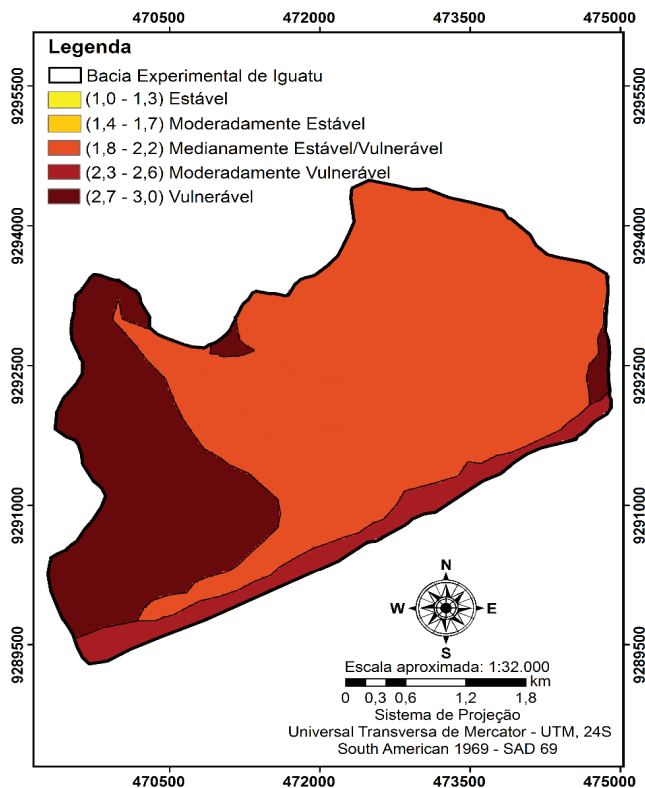 470500 472000 473500 475000
Legenda
Bacia Experimental de Iguatu
(1,0 - 1,3) Estável
(1,4 - 1,7) Moderadamente Estável
(1,8 - 2,2) Medianamente Estável/Vulnerável
(2,3 - 2,6) Moderadamente Vulnerável
(2,7 - 3,0) Vulnerável
9295500 9295500
9294000 9294000
9292500 9292500
9291000 9291000
9289500 9289500
N
W E
S
Escala aproximada: 1:32.000
km
0 0,3 0,6 1,2 1,8
Sistema de Projeção
Universal Transversa de Mercator - UTM, 24S
South American 1969 - SAD 69
470500 472000 473500 475000